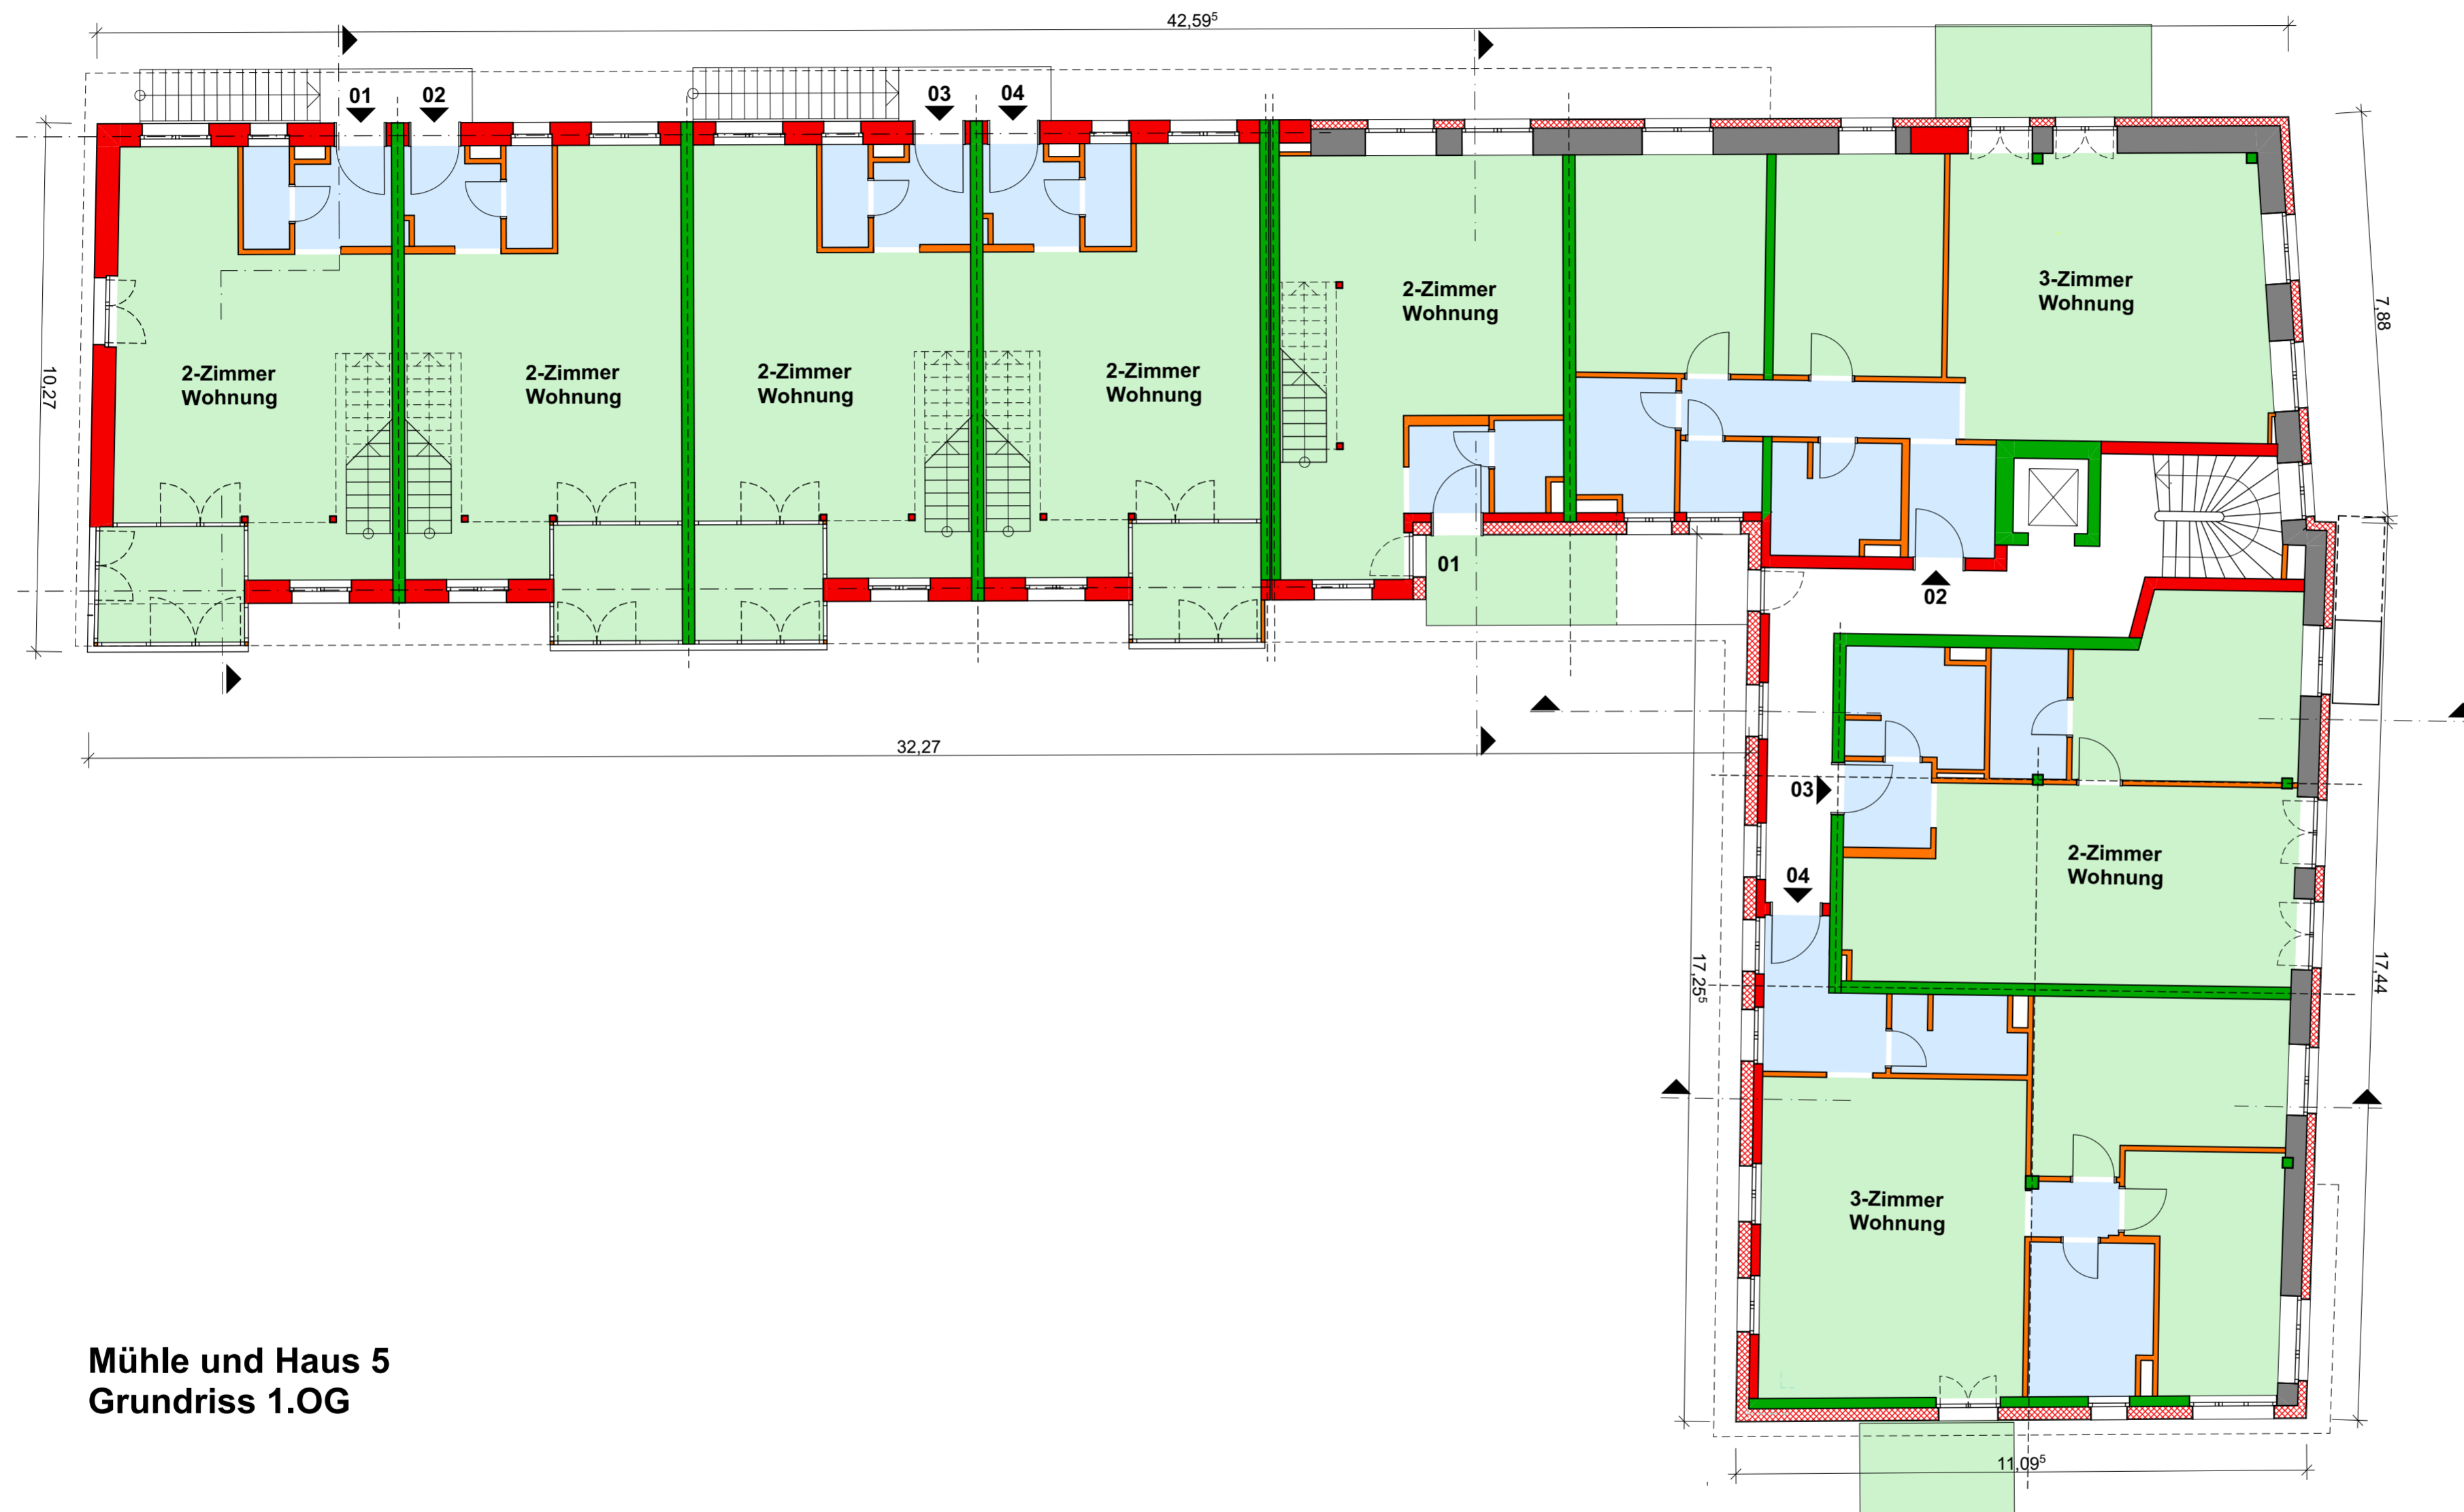 42,59⁵
01
02
03
04
10,27
2-Zimmer
Wohnung
2-Zimmer
Wohnung
2-Zimmer
Wohnung
2-Zimmer
Wohnung
2-Zimmer
Wohnung
3-Zimmer
Wohnung
7,88
01
02
32,27
03
2-Zimmer
Wohnung
04
17,25⁵
17,44
3-Zimmer
Wohnung
Mühle und Haus 5
Grundriss 1.OG
11,09⁵